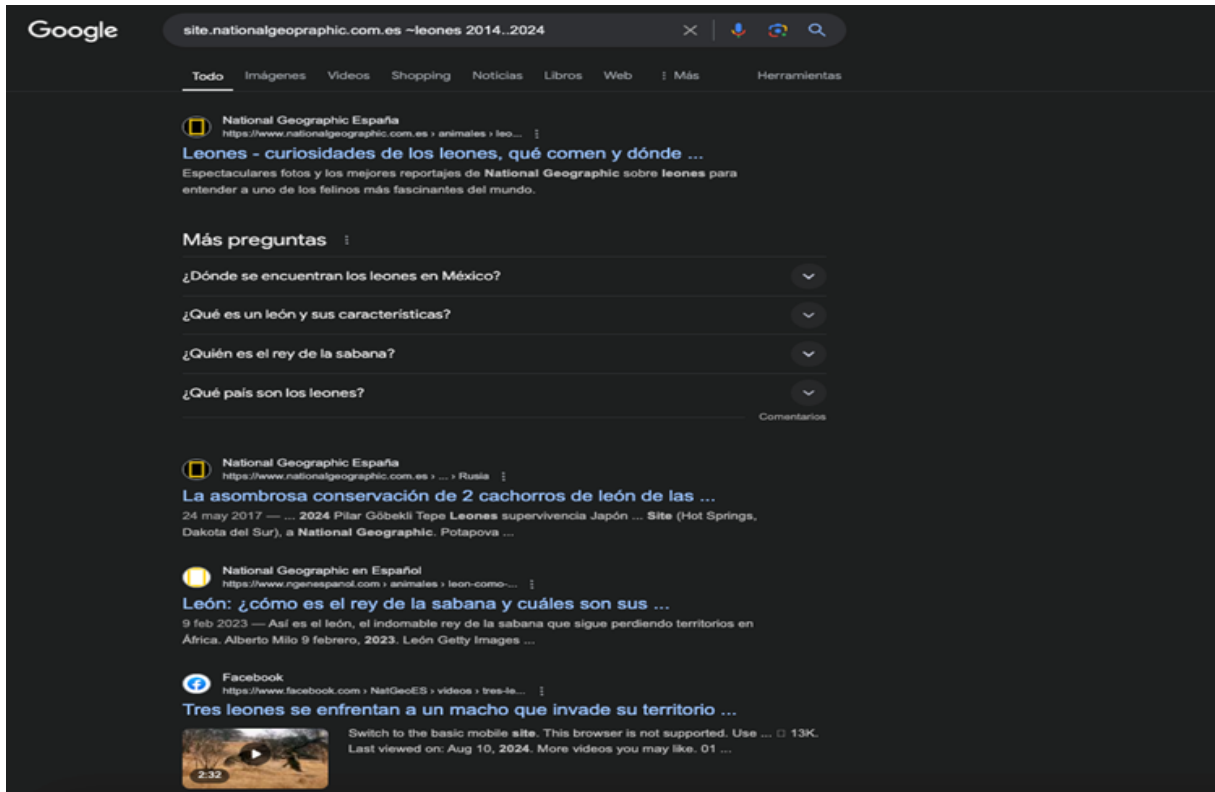 Google
site.nationalgeopraphic.com.es ~leones 2014..2024
Todo Imágenes Videos Shopping Noticias Libros Web Más Herramientas
National Geographic España
https://www.nationalgeographic.com.es › animales › leo...
Leones - curiosidades de los leones, qué comen y dónde ...
Espectaculares fotos y los mejores reportajes de National Geographic sobre leones para
entender a uno de los felinos más fascinantes del mundo.
Más preguntas
¿Dónde se encuentran los leones en México?
¿Qué es un león y sus características?
¿Quién es el rey de la sabana?
¿Qué país son los leones?
Comentarios
National Geographic España
https://www.nationalgeographic.com.es › ... › Rusia
La asombrosa conservación de 2 cachorros de león de las ...
24 may 2017 — ... 2024 Pilar Göbekli Tepe Leones supervivencia Japón ... Site (Hot Springs,
Dakota del Sur), a National Geographic. Potapova ...
National Geographic en Español
https://www.ngenespanol.com › animales › leon-como-...
León: ¿cómo es el rey de la sabana y cuáles son sus ...
9 feb 2023 — Así es el león, el indomable rey de la sabana que sigue perdiendo territorios en
África. Alberto Milo 9 febrero, 2023. León Getty Images ...
Facebook
https://www.facebook.com › NatGeoES › videos › tres-le...
Tres leones se enfrentan a un macho que invade su territorio ...
Switch to the basic mobile site. This browser is not supported. Use ... □ 13K.
Last viewed on: Aug 10, 2024. More videos you may like. 01 ...
2:32